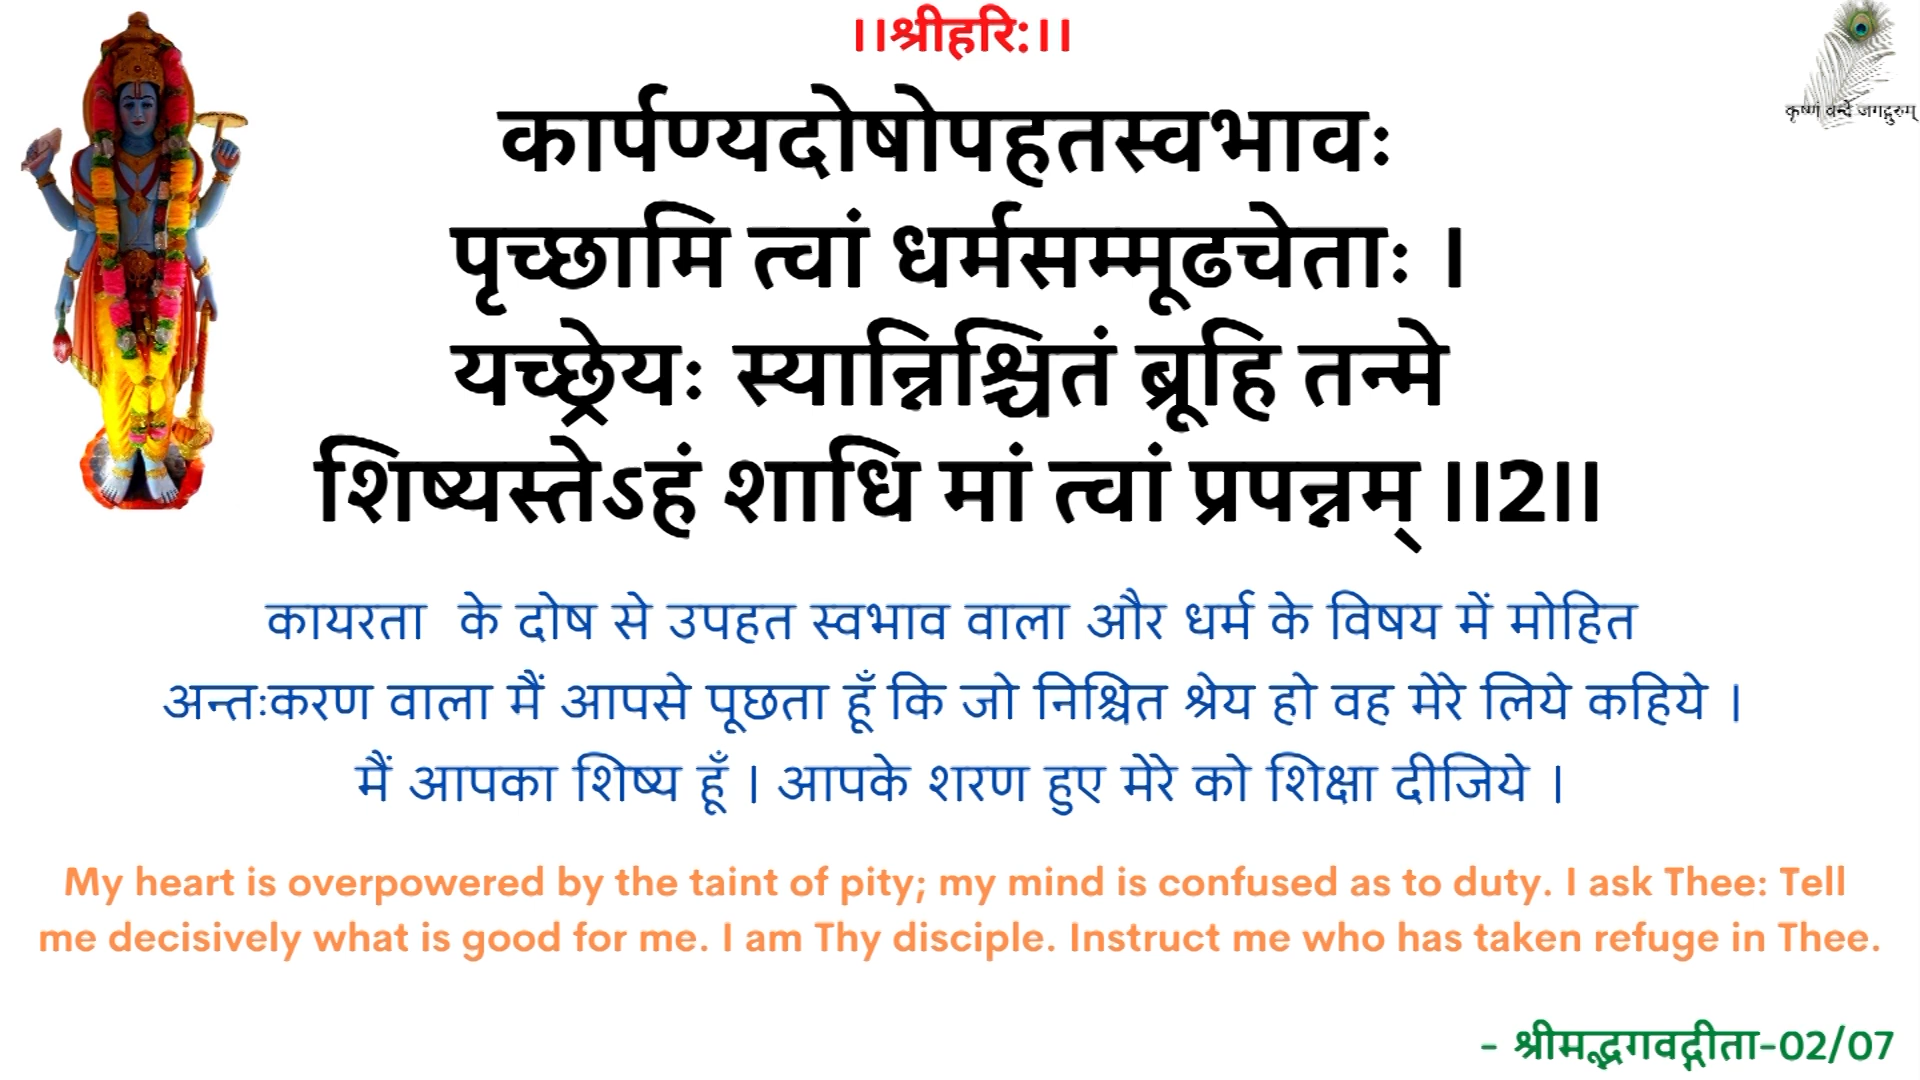 ।।श्रीहरि:।।
कृष्णं वन्दे जगद्गुरुम्
कार्पण्यदोषोपहतस्वभावः
पृच्छामि त्वां धर्मसम्मूढचेताः ।
यच्छ्रेयः स्यान्निश्चितं ब्रूहि तन्मे
शिष्यस्तेऽहं शाधि मां त्वां प्रपन्नम् ।।2।।
कायरता के दोष से उपहत स्वभाव वाला और धर्म के विषय में मोहित
अन्तःकरण वाला मैं आपसे पूछता हूँ कि जो निश्चित श्रेय हो वह मेरे लिये कहिये ।
मैं आपका शिष्य हूँ । आपके शरण हुए मेरे को शिक्षा दीजिये ।
My heart is overpowered by the taint of pity; my mind is confused as to duty. I ask Thee: Tell
me decisively what is good for me. I am Thy disciple. Instruct me who has taken refuge in Thee.
- श्रीमद्भगवद्गीता-02/07